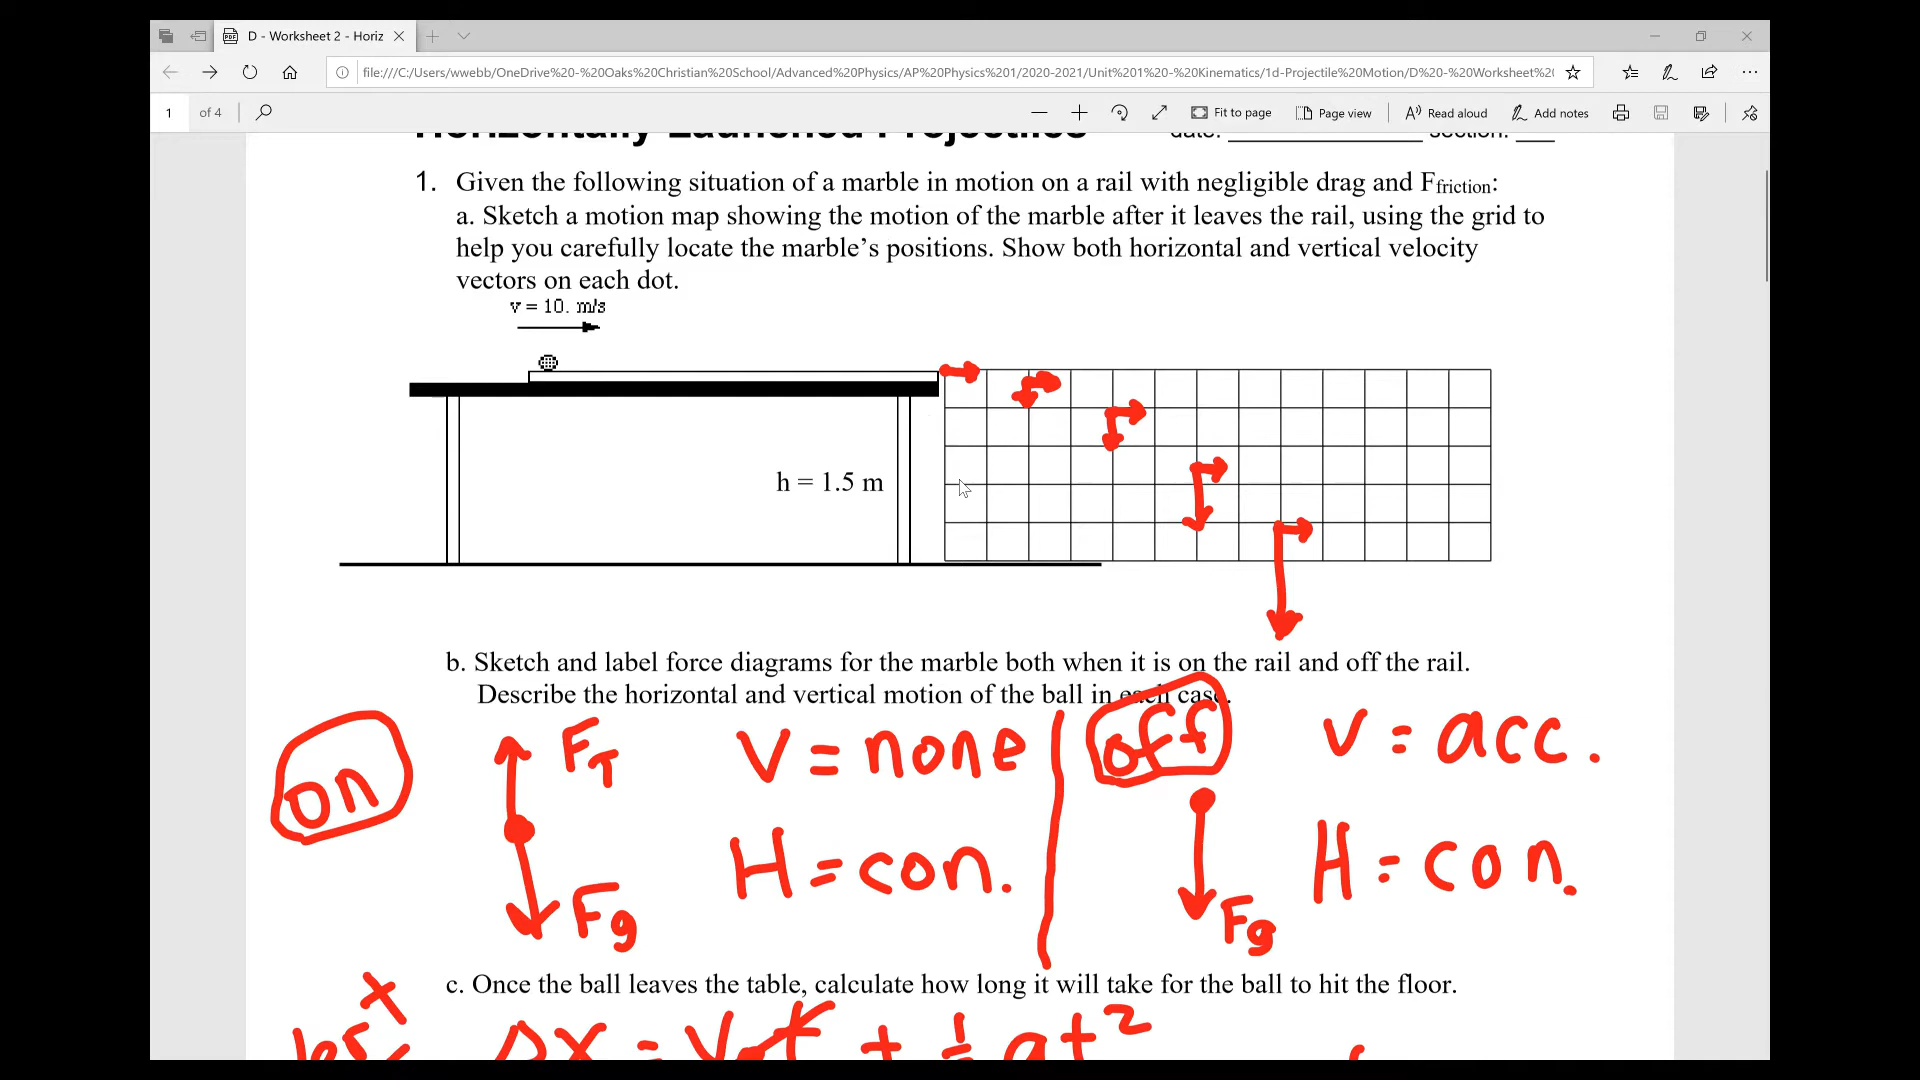 D - Worksheet 2 - Horiz
file:///C:/Users/wwebb/OneDrive%20-%20Oaks%20Christian%20School/Advanced%20Physics/AP%20Physics%201/2020-2021/Unit%201%20-%20Kinematics/1d-Projectile%20Motion/D%20-%20Worksheet%2
1 of 4 Fit to page Page view Read aloud Add notes
Horizontally Launched Projectiles date: section:
1. Given the following situation of a marble in motion on a rail with negligible drag and Ffriction:
a. Sketch a motion map showing the motion of the marble after it leaves the rail, using the grid to
help you carefully locate the marble's positions. Show both horizontal and vertical velocity
vectors on each dot.
v = 10. m/s
h = 1.5 m
b. Sketch and label force diagrams for the marble both when it is on the rail and off the rail.
Describe the horizontal and vertical motion of the ball in each case.
on FT V = none off V = acc.
H = con. H = con.
Fg Fg
c. Once the ball leaves the table, calculate how long it will take for the ball to hit the floor.
Δx = V t + 1 at²